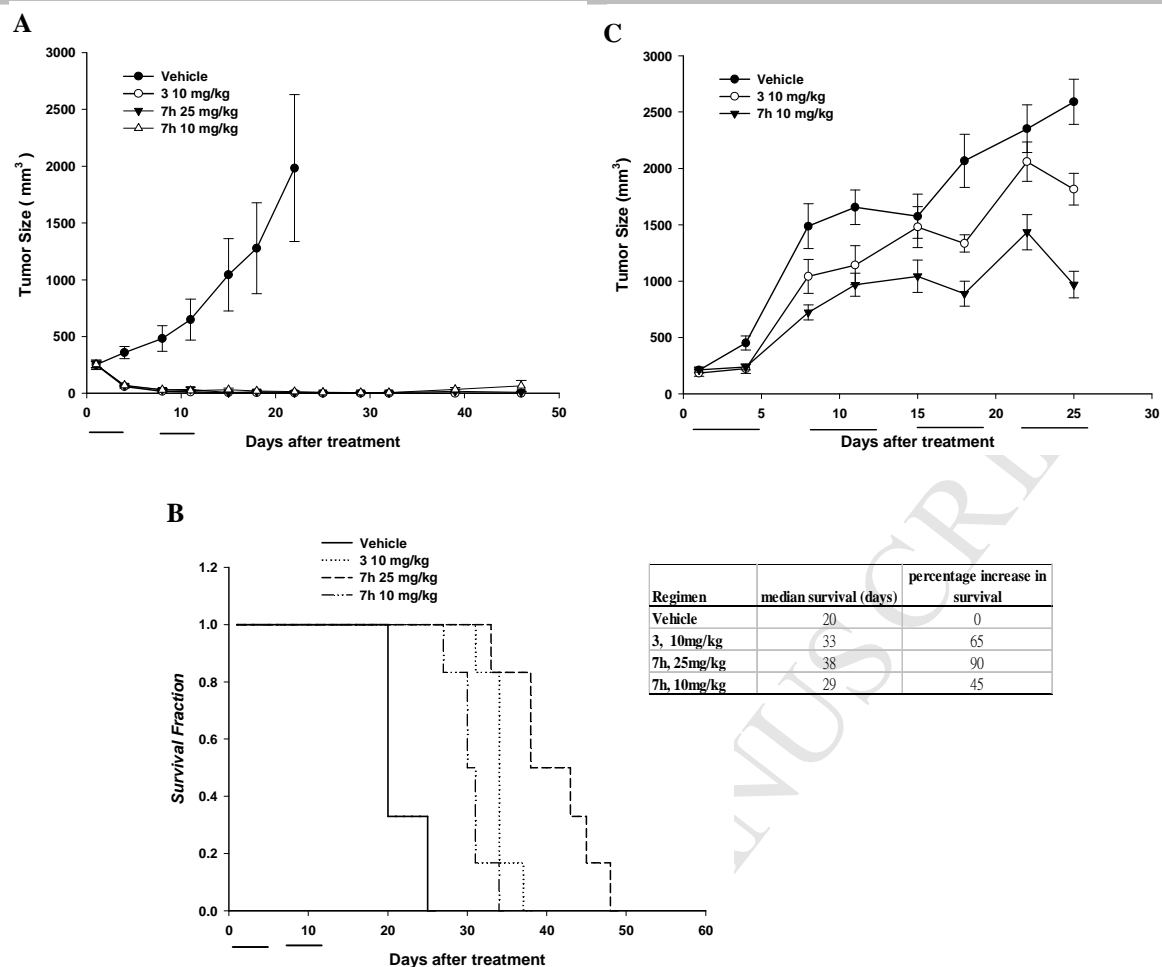 A
3000
2500
2000
1500
1000
500
0
Tumor Size ( mm³ )
Vehicle
3 10 mg/kg
7h 25 mg/kg
7h 10 mg/kg
0 10 20 30 40 50
Days after treatment
C
3000
2500
2000
1500
1000
500
0
Tumor Size (mm³)
Vehicle
3 10 mg/kg
7h 10 mg/kg
0 5 10 15 20 25 30
Days after treatment
B
Vehicle
3 10 mg/kg
7h 25 mg/kg
7h 10 mg/kg
1.2
1.0
0.8
0.6
0.4
0.2
0.0
Survival Fraction
0 10 20 30 40 50 60
Days after treatment
Regimen median survival (days) percentage increase in survival
Vehicle 20 0
3, 10mg/kg 33 65
7h, 25mg/kg 38 90
7h, 10mg/kg 29 45